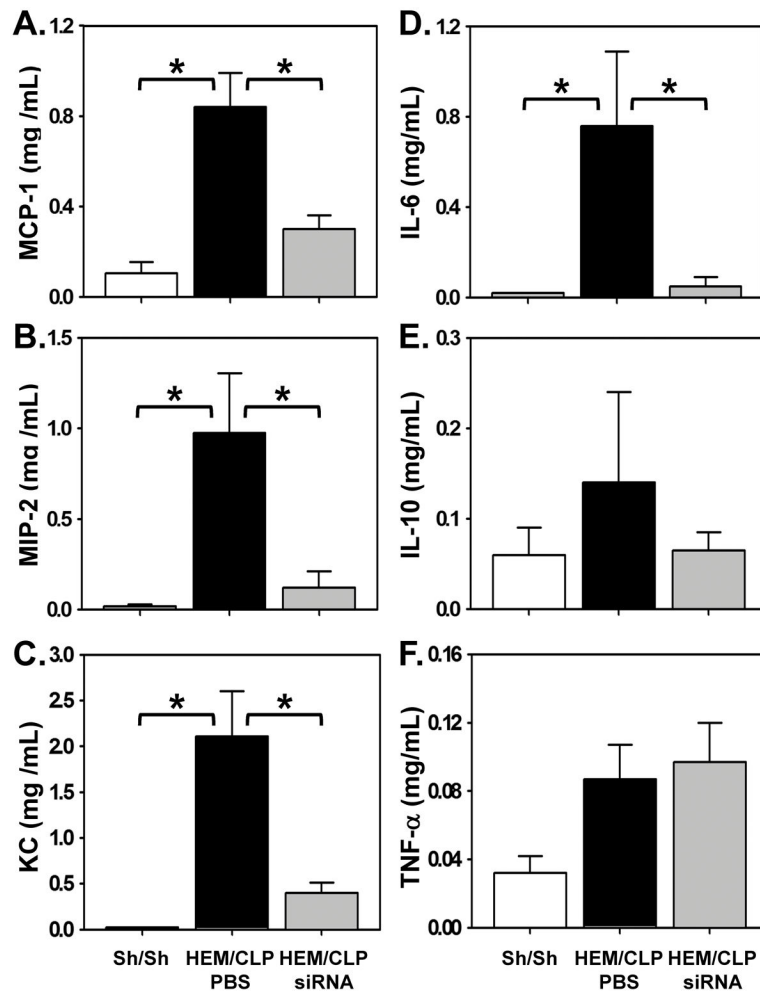 A.
MCP-1 (mg /mL)
1.2
0.8
0.4
0.0
* *
B.
MIP-2 (mg /mL)
1.5
1.0
0.5
0.0
* *
C.
KC (mg /mL)
3.0
2.5
2.0
1.5
1.0
0.5
0.0
* *
Sh/Sh HEM/CLP HEM/CLP
PBS siRNA
D.
IL-6 (mg/mL)
1.2
0.8
0.4
0.0
* *
E.
IL-10 (mg/mL)
0.3
0.2
0.1
0.0
F.
TNF-α (mg/mL)
0.16
0.12
0.08
0.04
0.00
Sh/Sh HEM/CLP HEM/CLP
PBS siRNA